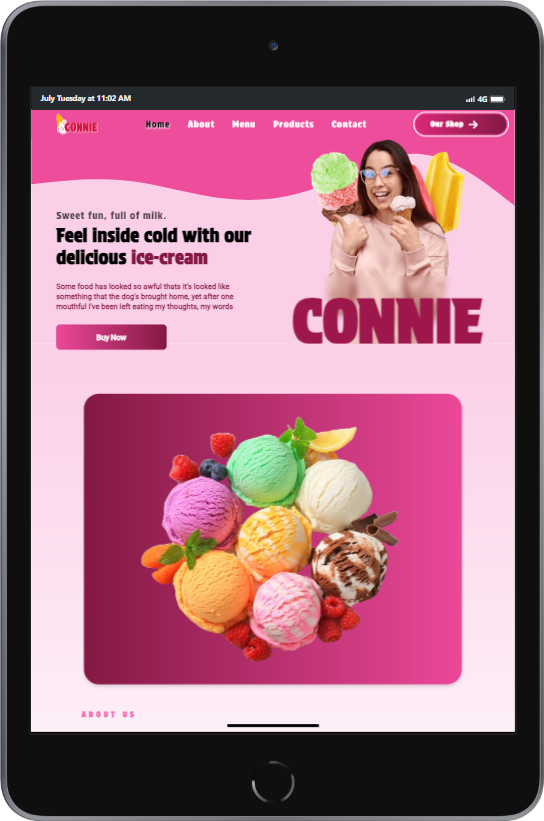 July Tuesday at 11:02 AM
4G
CONNIE
Home About Menu Products Contact
Our Shop
Sweet fun, full of milk.
Feel inside cold with our
delicious ice-cream
Some food has looked so awful thats it's looked like
something that the dog's brought home, yet after one
mouthful I've been left eating my thoughts, my words
Buy Now
CONNIE
ABOUT US